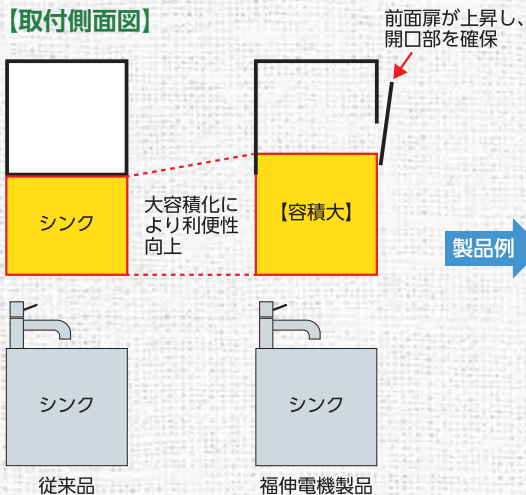 【取付側面図】
前面扉が上昇し、
開口部を確保
シンク
大容積化に
より利便性
向上
【容積大】
製品例
シンク
シンク
従来品
福伸電機製品